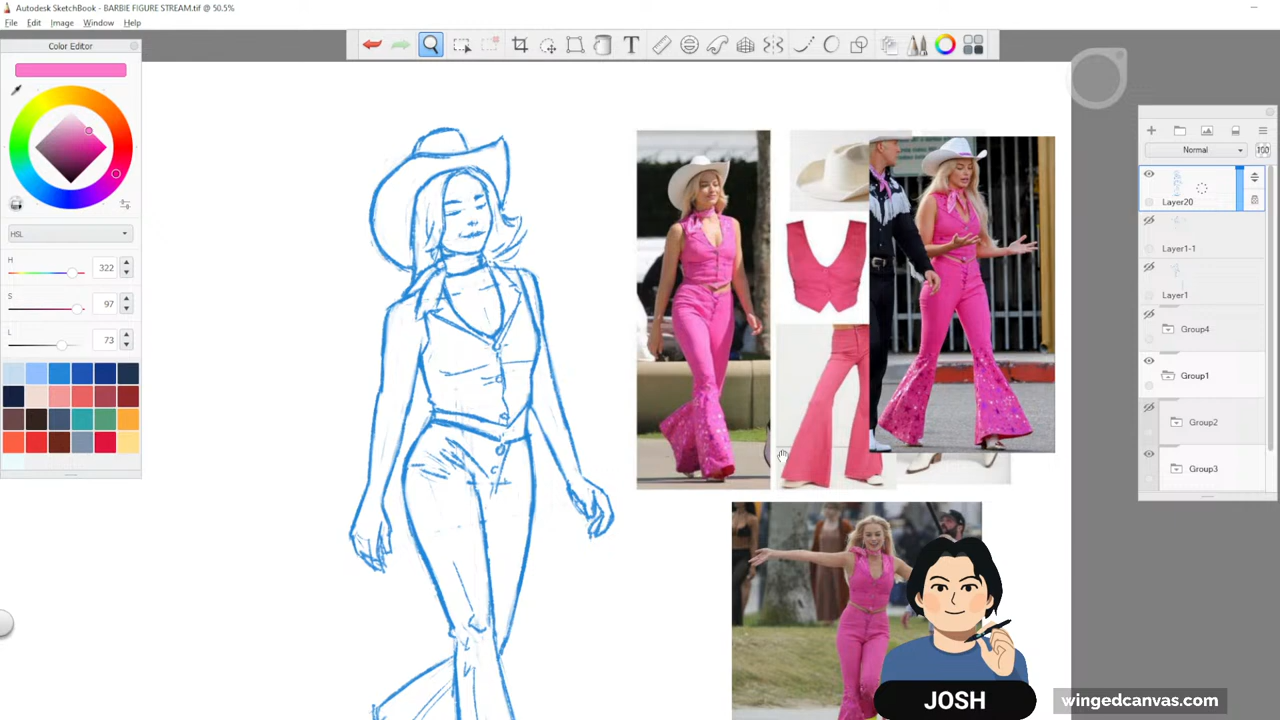 Autodesk SketchBook - BARBIE FIGURE STREAM.tif @ 50.5%
File Edit Image Window Help
Color Editor
HSL
H 322
S 97
L 73
Normal
100
Layer20
Layer1-1
Layer1
Group4
Group1
Group2
Group3
JOSH
wingedcanvas.com